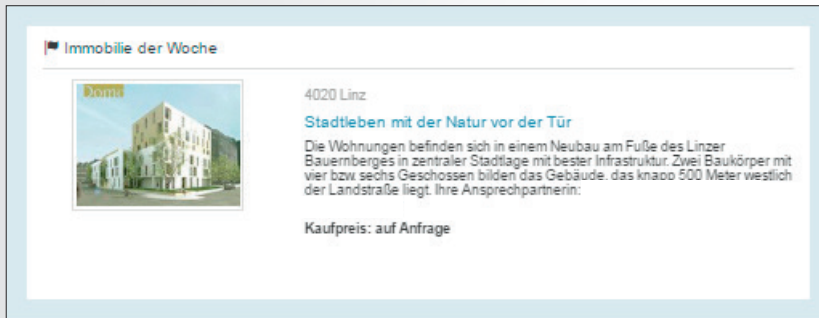 Immobilie der Woche
Domo
4020 Linz
Stadtleben mit der Natur vor der Tür
Die Wohnungen befinden sich in einem Neubau am Fuße des Linzer
Bauernberges in zentraler Stadtlage mit bester Infrastruktur. Zwei Baukörper mit
vier bzw. sechs Geschossen bilden das Gebäude, das knapp 500 Meter westlich
der Landstraße liegt. Ihre Ansprechpartnerin:
Kaufpreis: auf Anfrage